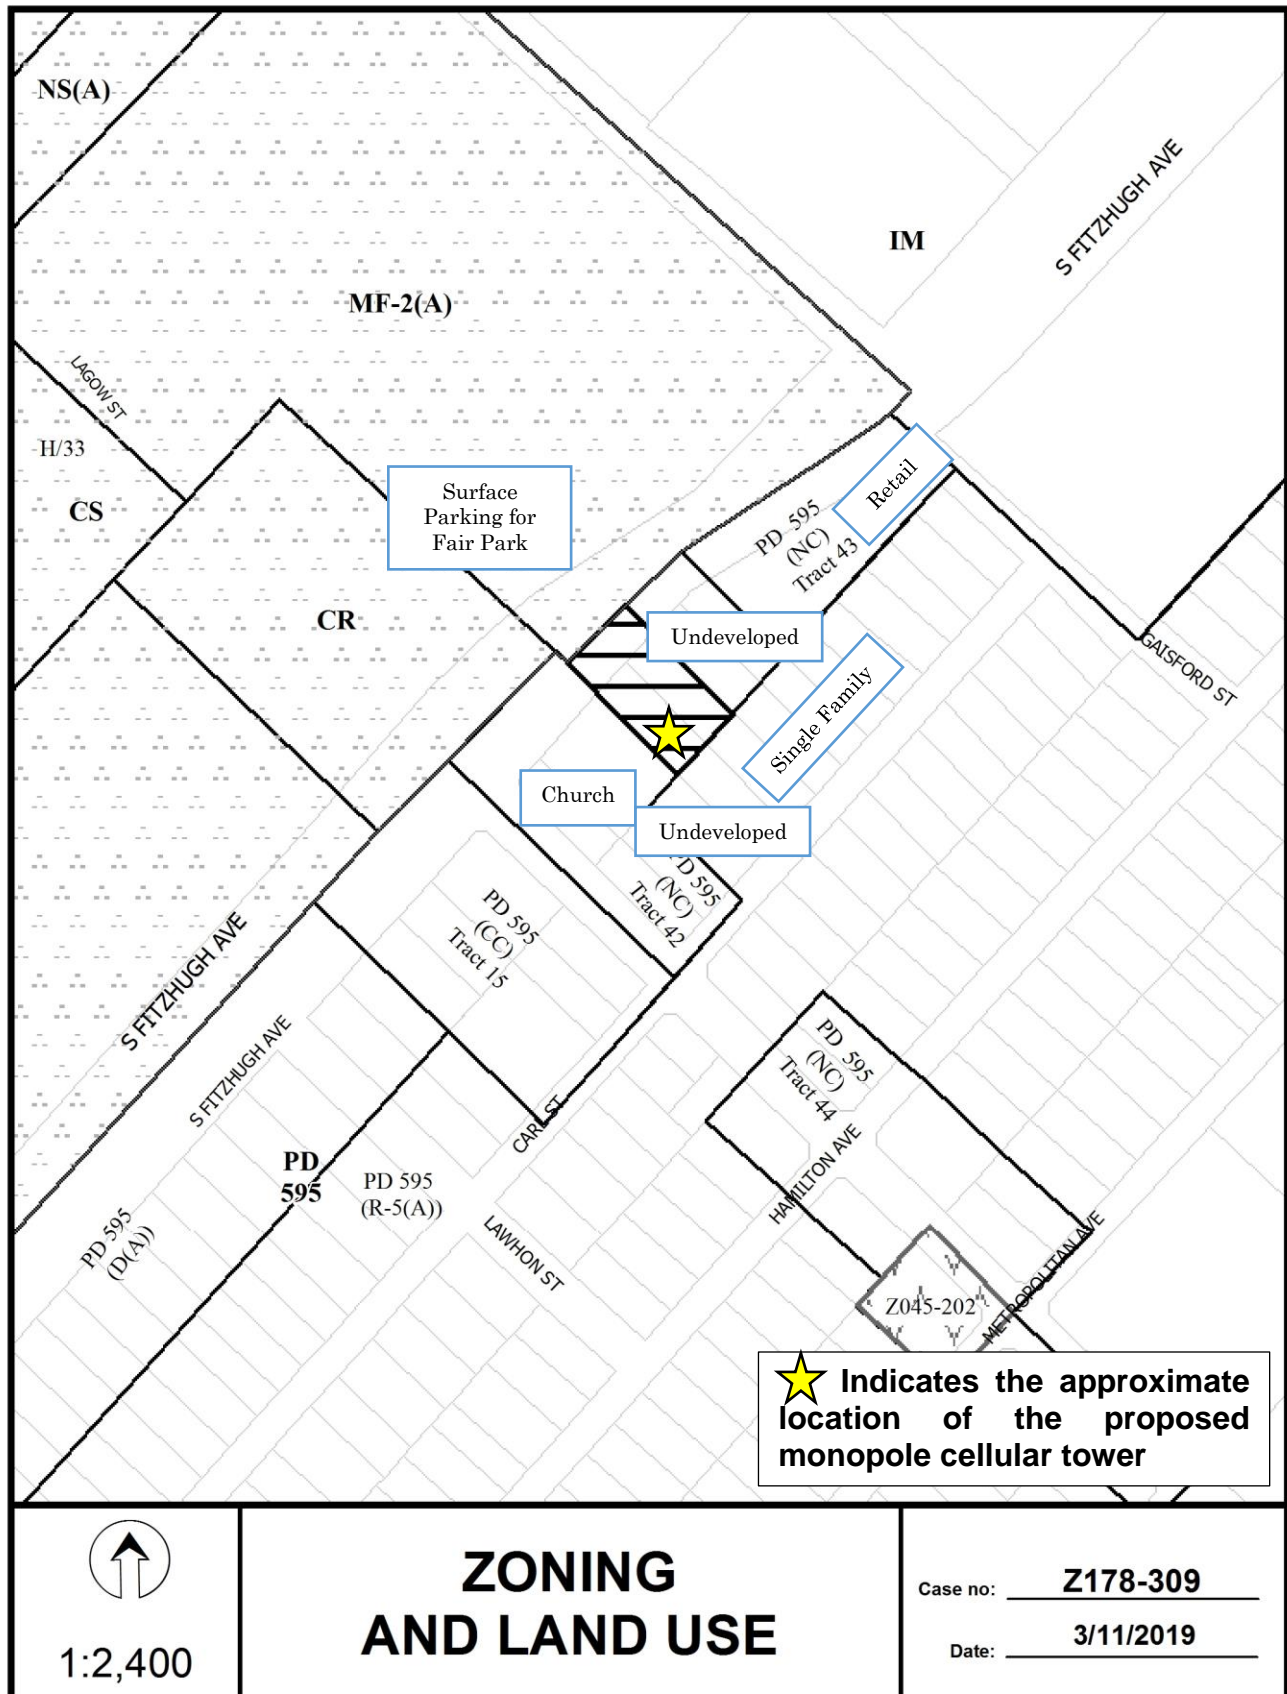 NS(A)
IM
S FITZHUGH AVE
MF-2(A)
LAGOW ST
H/33
CS
Surface
Parking for
Fair Park
Retail
PD 595
(NC)
Tract 43
CR
Undeveloped
GAISFORD ST
Single Family
Church
Undeveloped
PD 595
(NC)
Tract 42
PD 595
(CC)
Tract 15
S FITZHUGH AVE
S FITZHUGH AVE
PD 595
(NC)
Tract 44
CARL ST
HAMILTON AVE
PD
595
PD 595
(R-5(A))
PD 595
(D(A))
LAWHON ST
METROPOLITAN AVE
Z045-202
Indicates the approximate
location of the proposed
monopole cellular tower
1:2,400
ZONING
AND LAND USE
Case no: Z178-309
Date: 3/11/2019